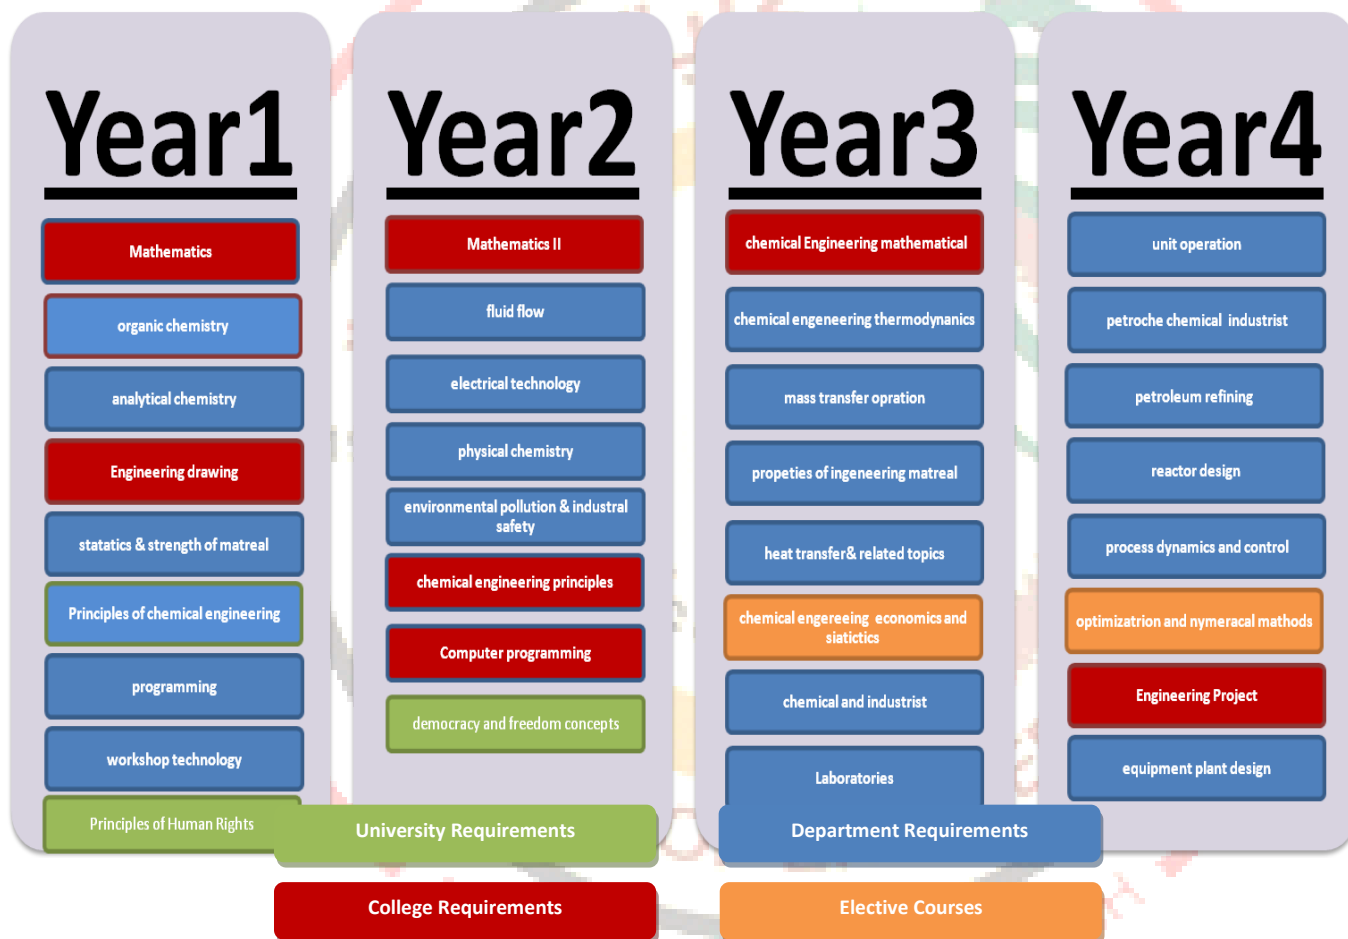 Year1
Mathematics
organic chemistry
analytical chemistry
Engineering drawing
statatics & strength of matreal
Principles of chemical engineering
programming
workshop technology
Principles of Human Rights
Year2
Mathematics II
fluid flow
electrical technology
physical chemistry
environmental pollution & industral
safety
chemical engineering principles
Computer programming
democracy and freedom concepts
Year3
chemical Engineering mathematical
chemical engeneering thermodynanics
mass transfer opration
propeties of ingeneering matreal
heat transfer& related topics
chemical engereeing economics and
siatictics
chemical and industrist
Laboratories
Year4
unit operation
petroche chemical industrist
petroleum refining
reactor design
process dynamics and control
optimizatrion and nymeracal mathods
Engineering Project
equipment plant design
University Requirements
Department Requirements
College Requirements
Elective Courses